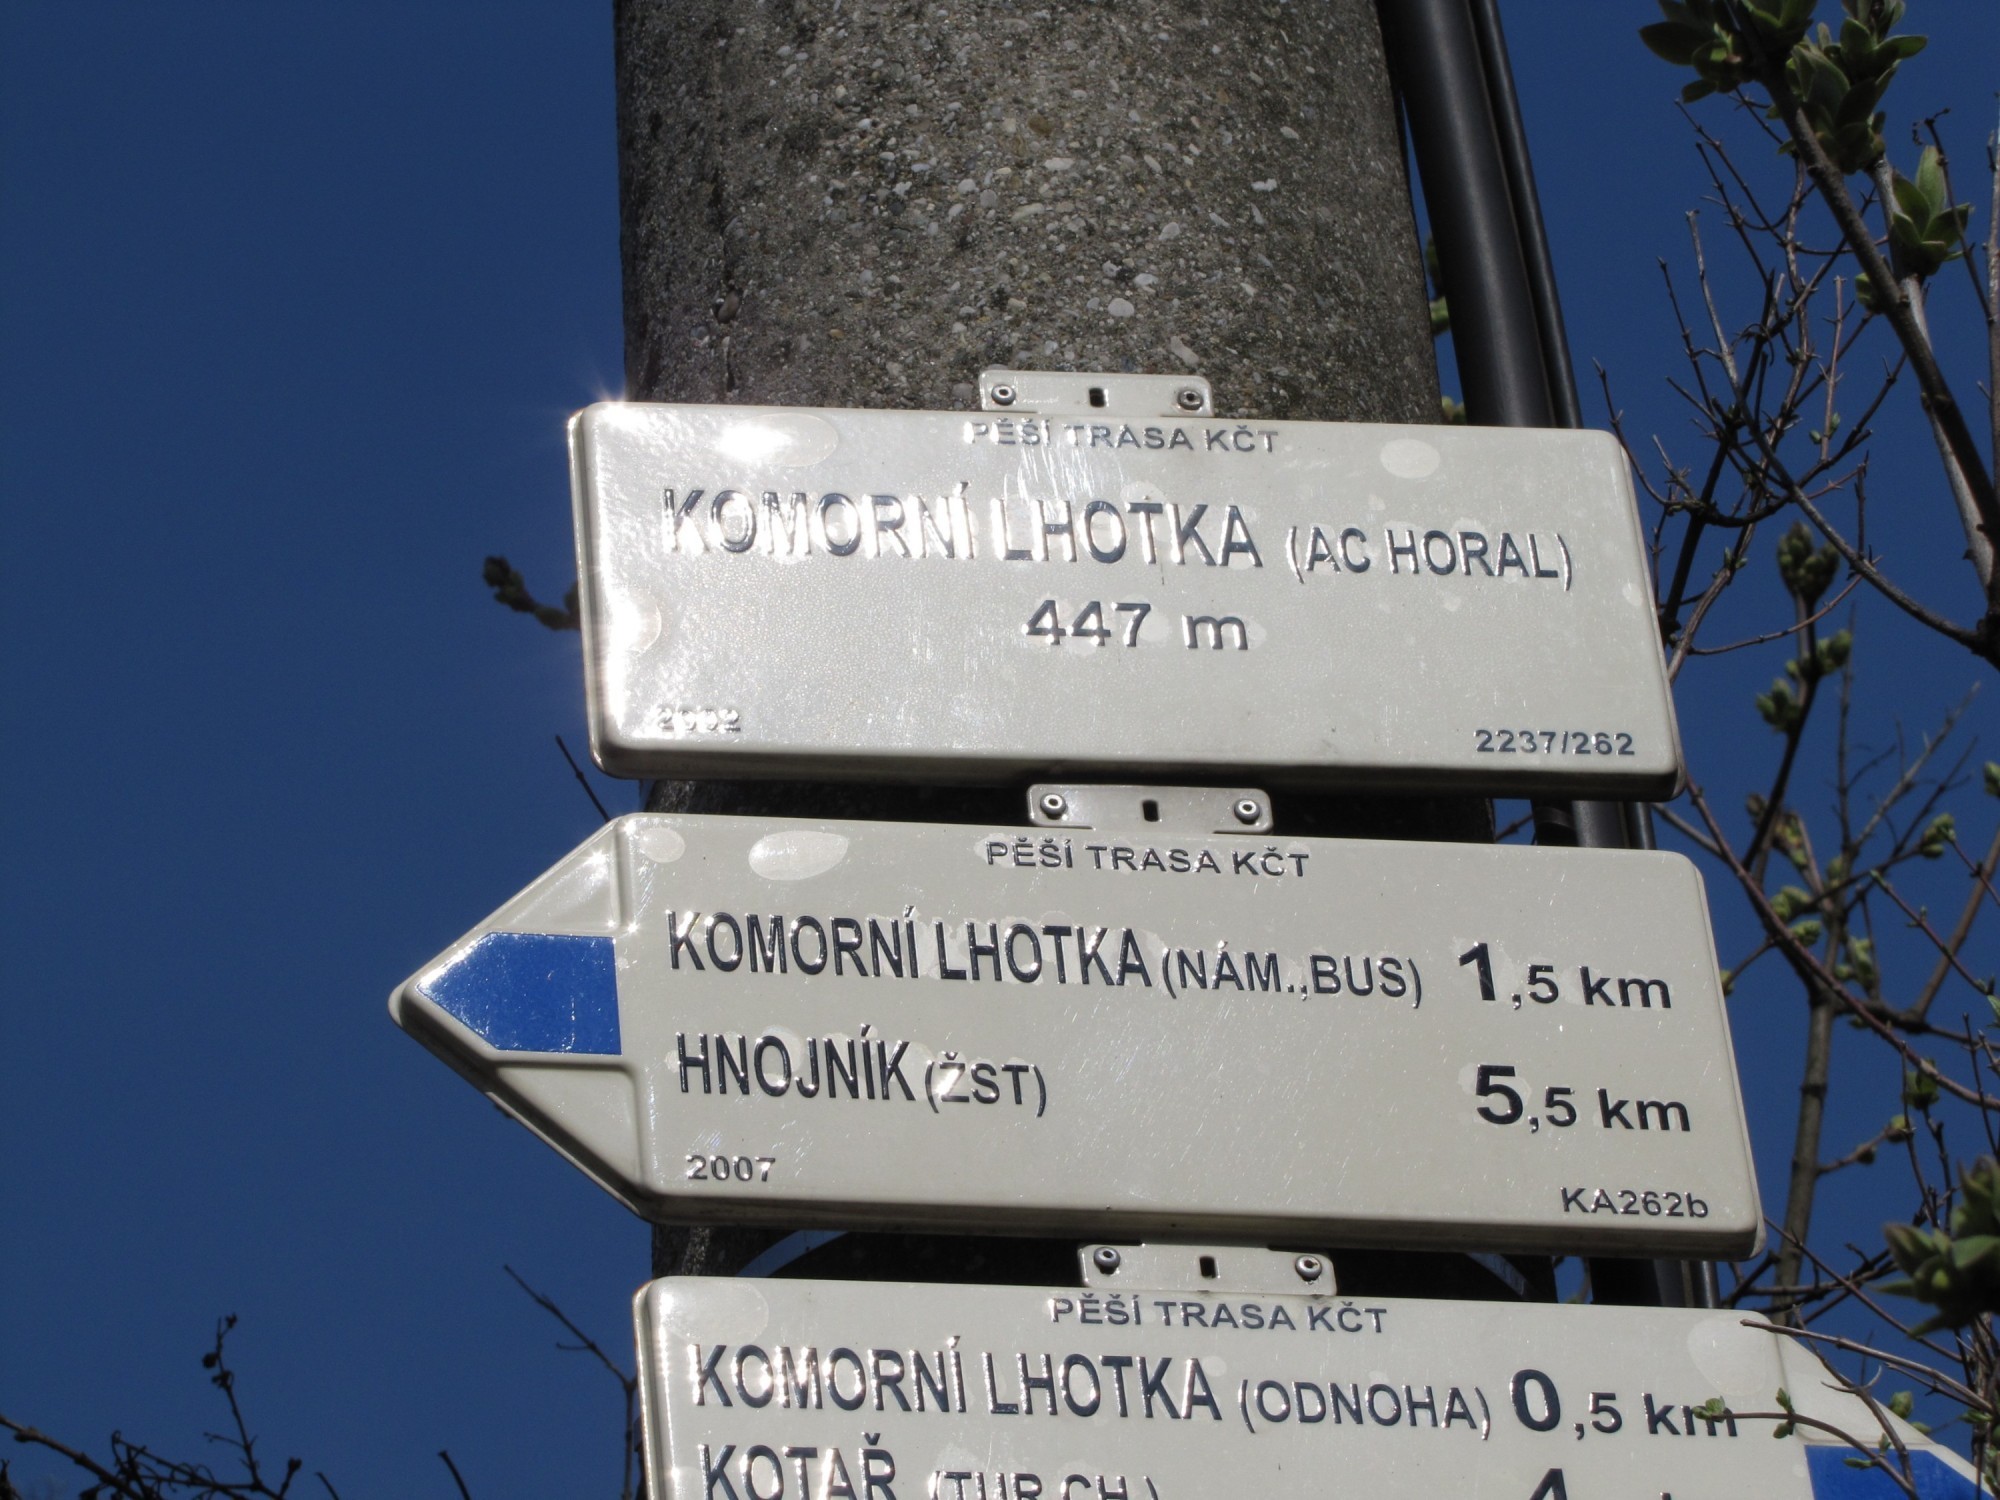 PĚŠÍ TRASA KČT
KOMORNÍ LHOTKA (AC HORAL)
447 m
2002 2237/262
PĚŠÍ TRASA KČT
KOMORNÍ LHOTKA (NÁM.,BUS) 1,5 km
HNOJNÍK (ŽST) 5,5 km
2007 KA262b
PĚŠÍ TRASA KČT
KOMORNÍ LHOTKA (ODNOHA) 0,5 km
KOTAŘ (TUR.CH.)